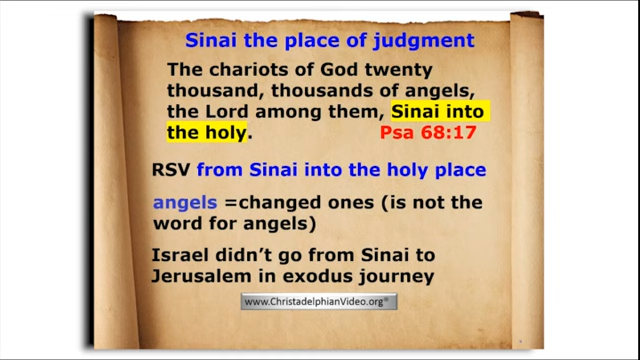 Sinai the place of judgment
The chariots of God twenty
thousand, thousands of angels,
the Lord among them, Sinai into
the holy. Psa 68:17
RSV from Sinai into the holy place
angels =changed ones (is not the
word for angels)
Israel didn’t go from Sinai to
Jerusalem in exodus journey
www.ChristadelphianVideo.org®